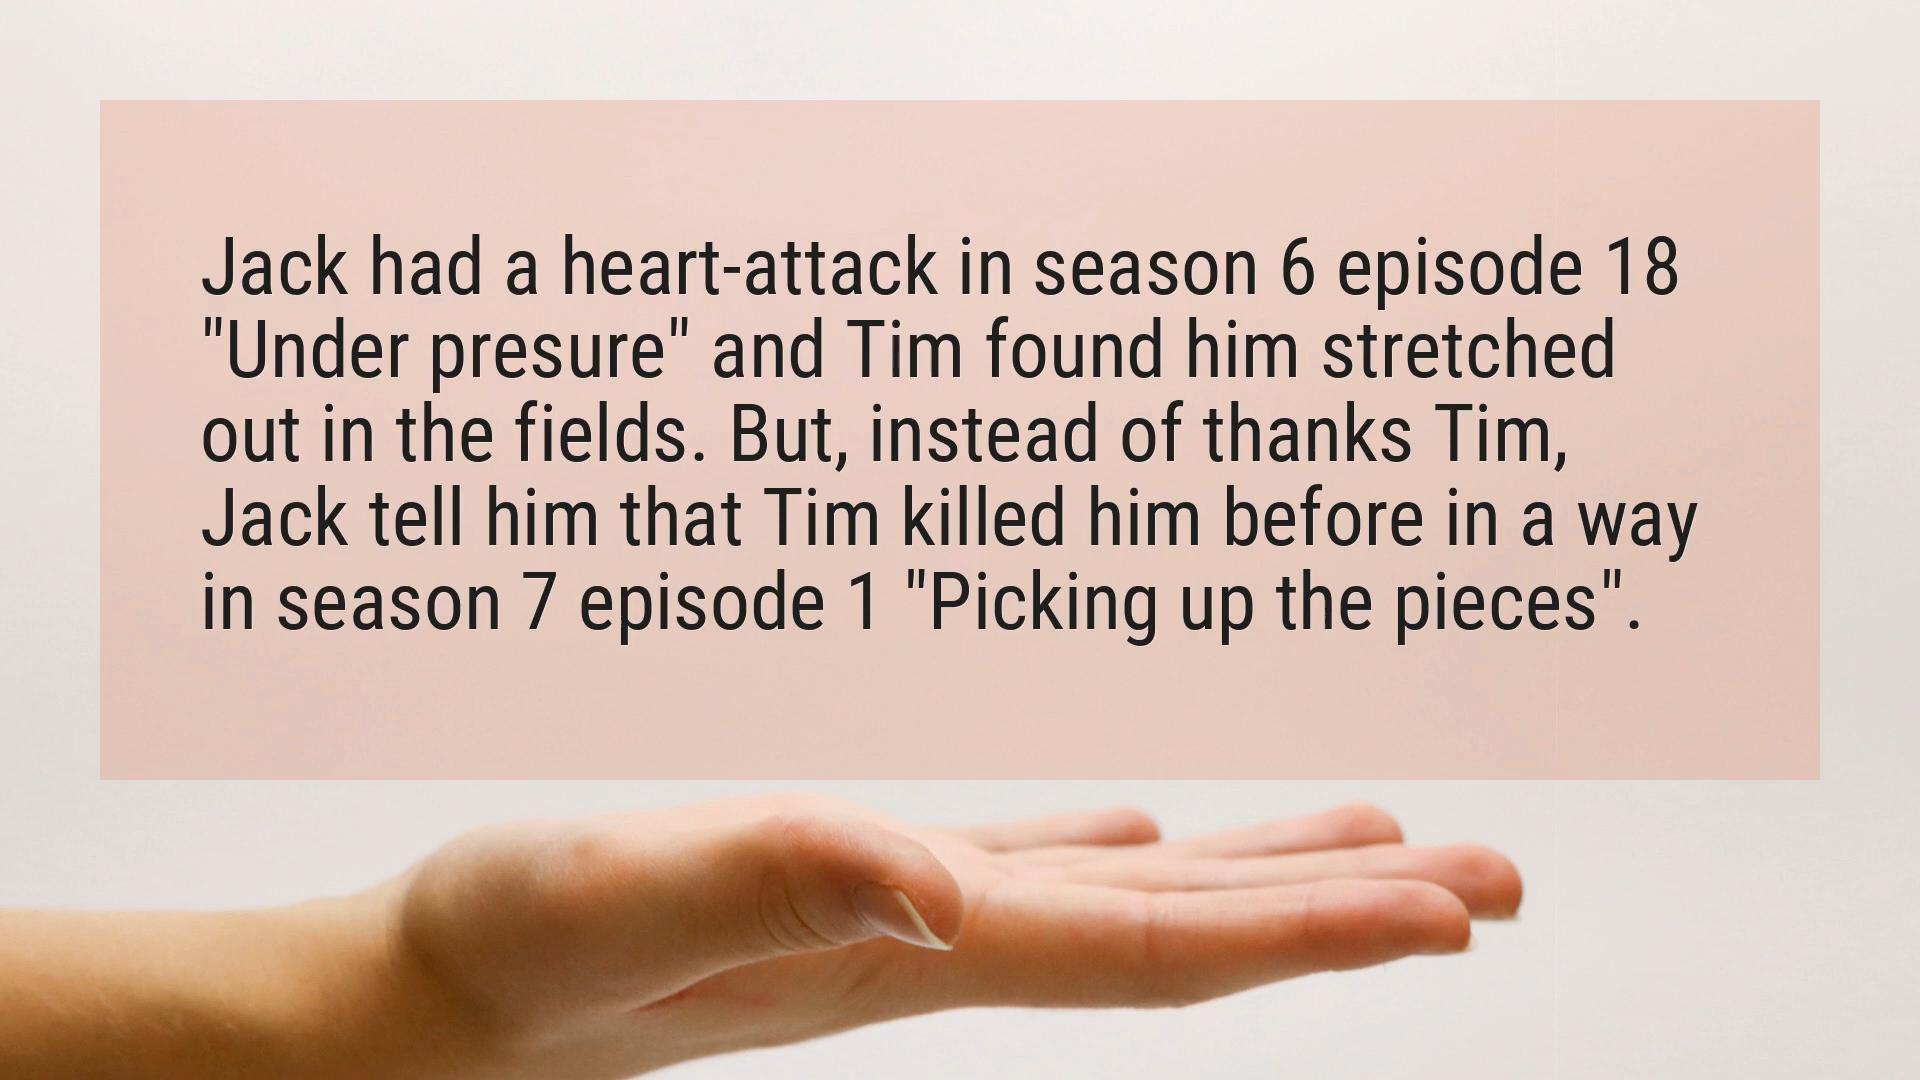 Jack had a heart-attack in season 6 episode 18
"Under presure" and Tim found him stretched
out in the fields. But, instead of thanks Tim,
Jack tell him that Tim killed him before in a way
in season 7 episode 1 "Picking up the pieces".